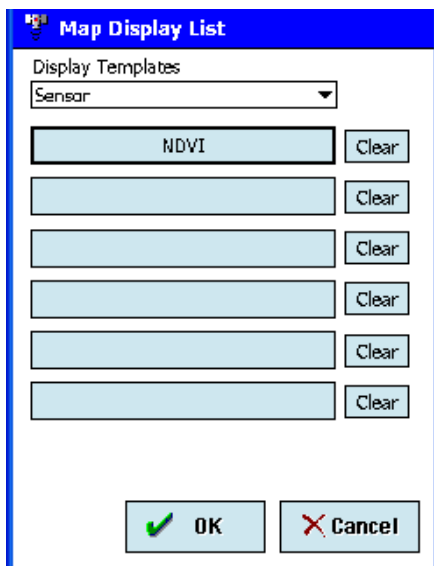 Map Display List
Display Templates
Sensor
NDVI Clear
Clear
Clear
Clear
Clear
Clear
OK Cancel